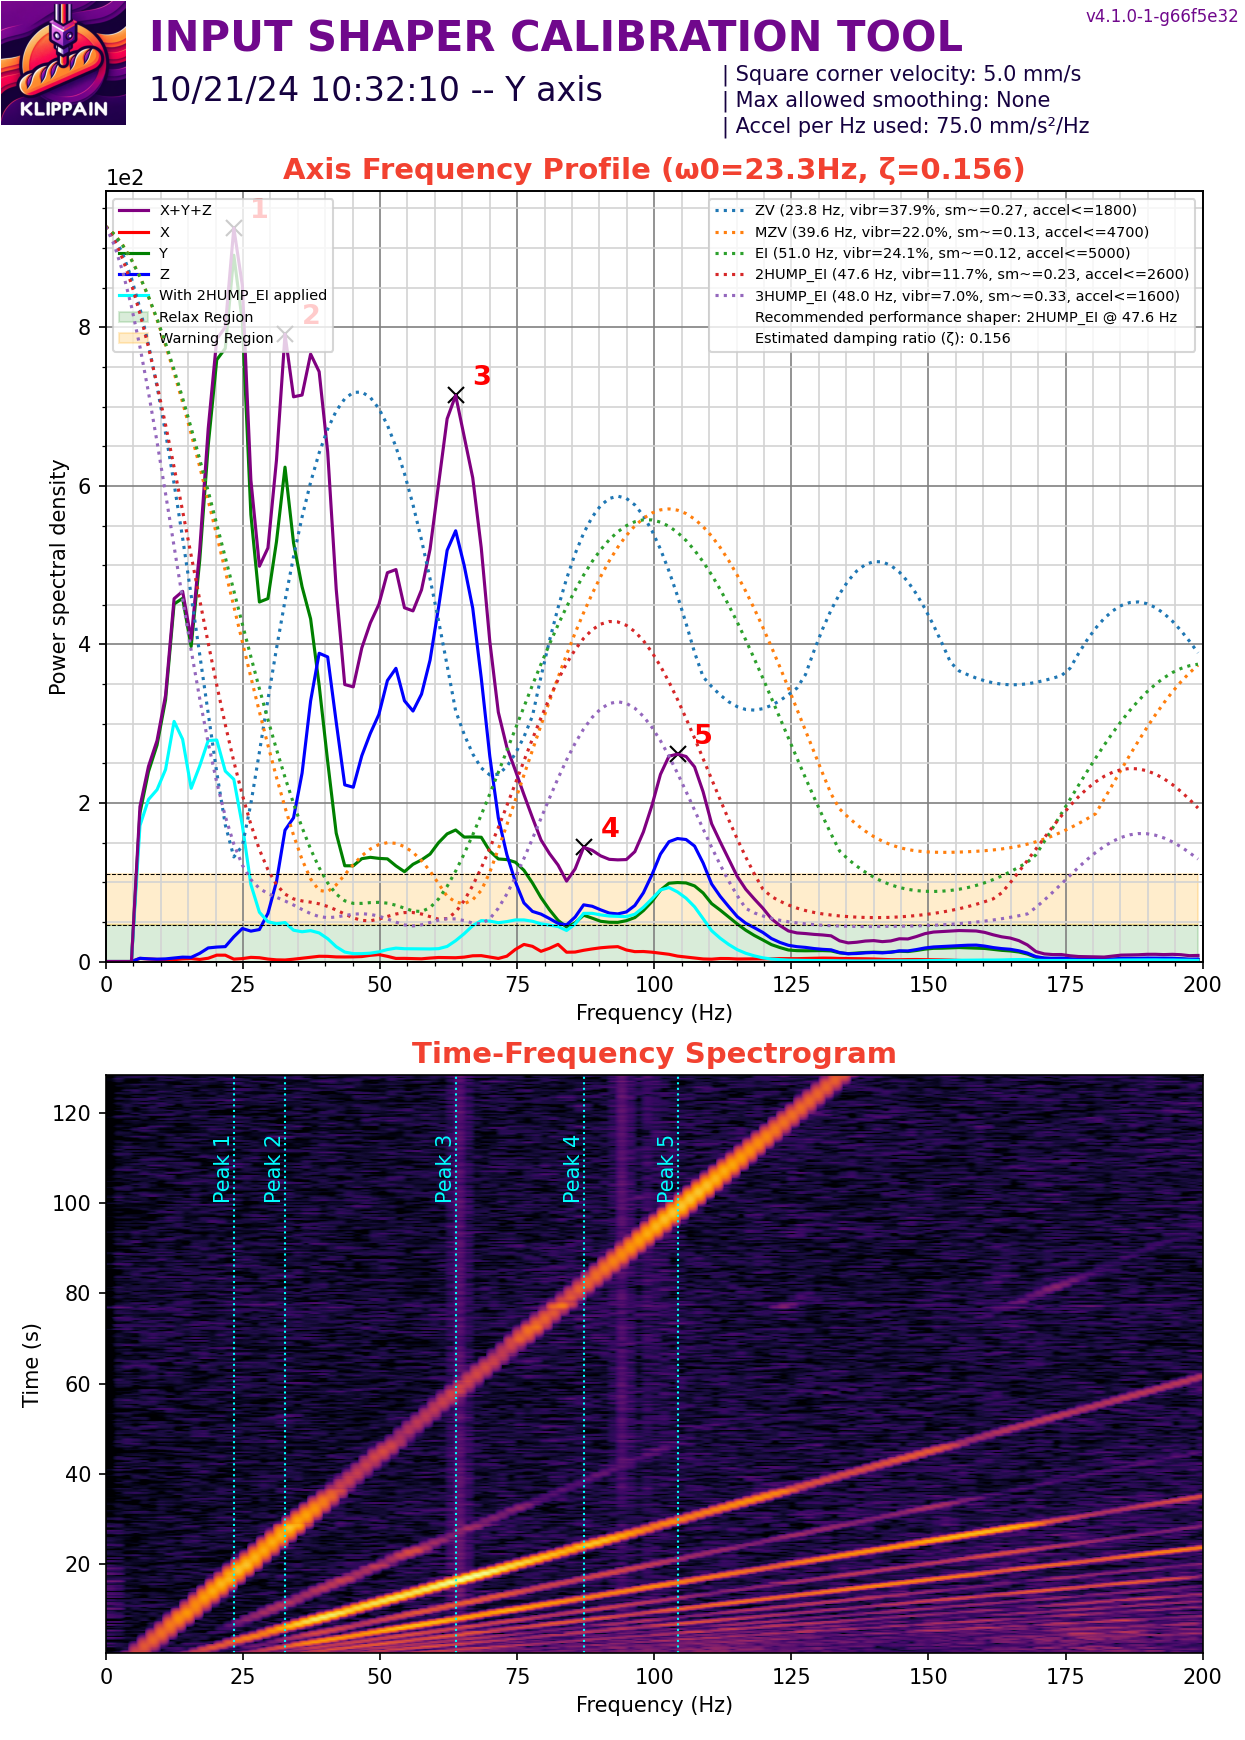 v4.1.0-1-g66f5e32
INPUT SHAPER CALIBRATION TOOL
10/21/24 10:32:10 -- Y axis
| Square corner velocity: 5.0 mm/s
| Max allowed smoothing: None
| Accel per Hz used: 75.0 mm/s²/Hz
KLIPPAIN
Axis Frequency Profile (ω0=23.3Hz, ζ=0.156)
1e2
X+Y+Z
X
Y
Z
With 2HUMP_EI applied
Relax Region
Warning Region
ZV (23.8 Hz, vibr=37.9%, sm~=0.27, accel<=1800)
MZV (39.6 Hz, vibr=22.0%, sm~=0.13, accel<=4700)
EI (51.0 Hz, vibr=24.1%, sm~=0.12, accel<=5000)
2HUMP_EI (47.6 Hz, vibr=11.7%, sm~=0.23, accel<=2600)
3HUMP_EI (48.0 Hz, vibr=7.0%, sm~=0.33, accel<=1600)
Recommended performance shaper: 2HUMP_EI @ 47.6 Hz
Estimated damping ratio (ζ): 0.156
1
2
3
4
5
Power spectral density
8
6
4
2
0
0 25 50 75 100 125 150 175 200
Frequency (Hz)
Time-Frequency Spectrogram
Peak 1
Peak 2
Peak 3
Peak 4
Peak 5
Time (s)
120
100
80
60
40
20
0 25 50 75 100 125 150 175 200
Frequency (Hz)